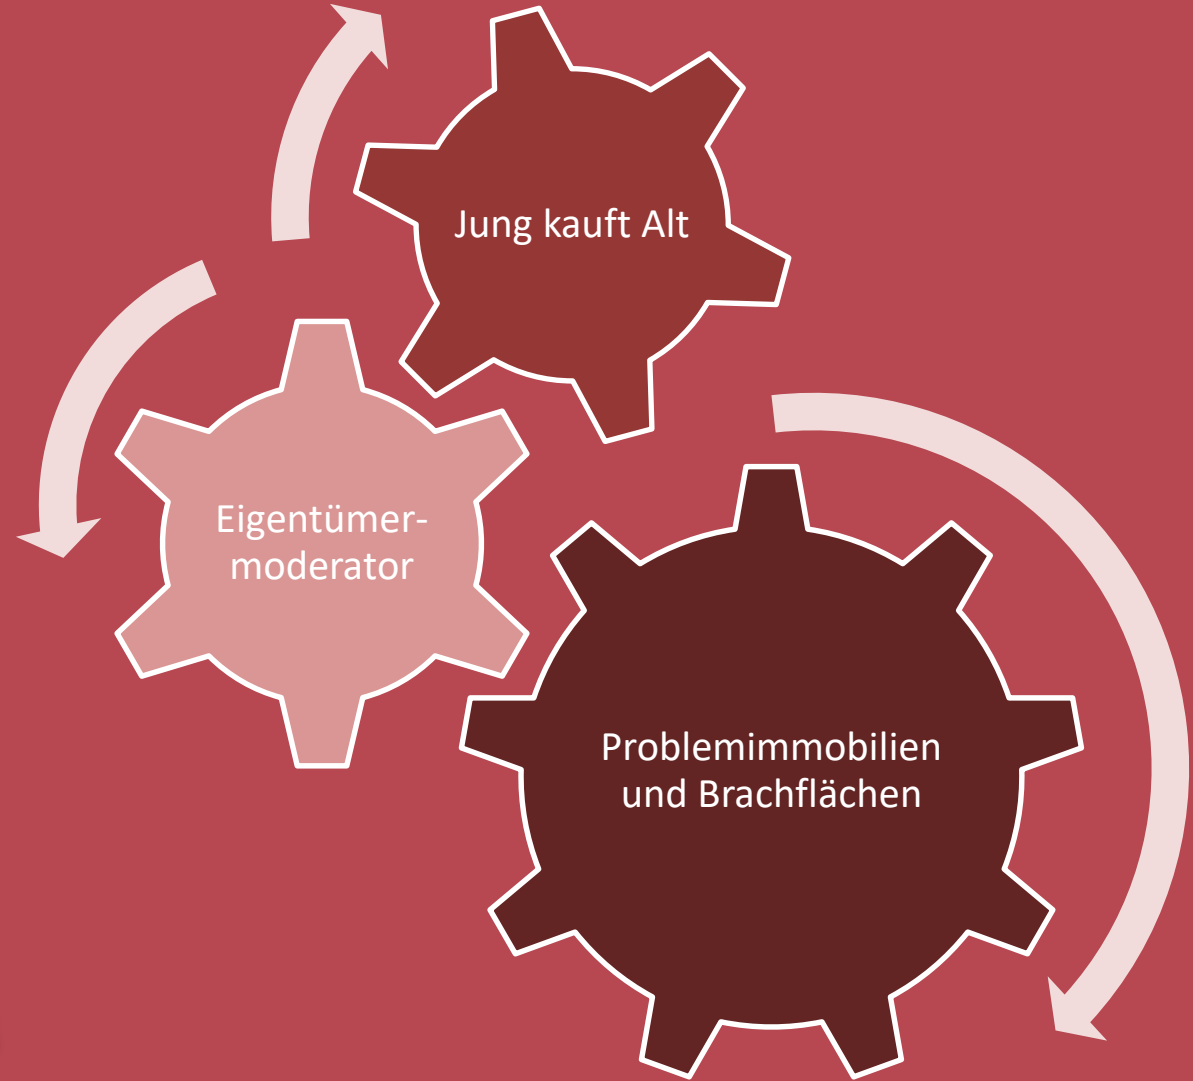 Jung kauft Alt
Eigentümer-
moderator
Problemimmobilien
und Brachflächen